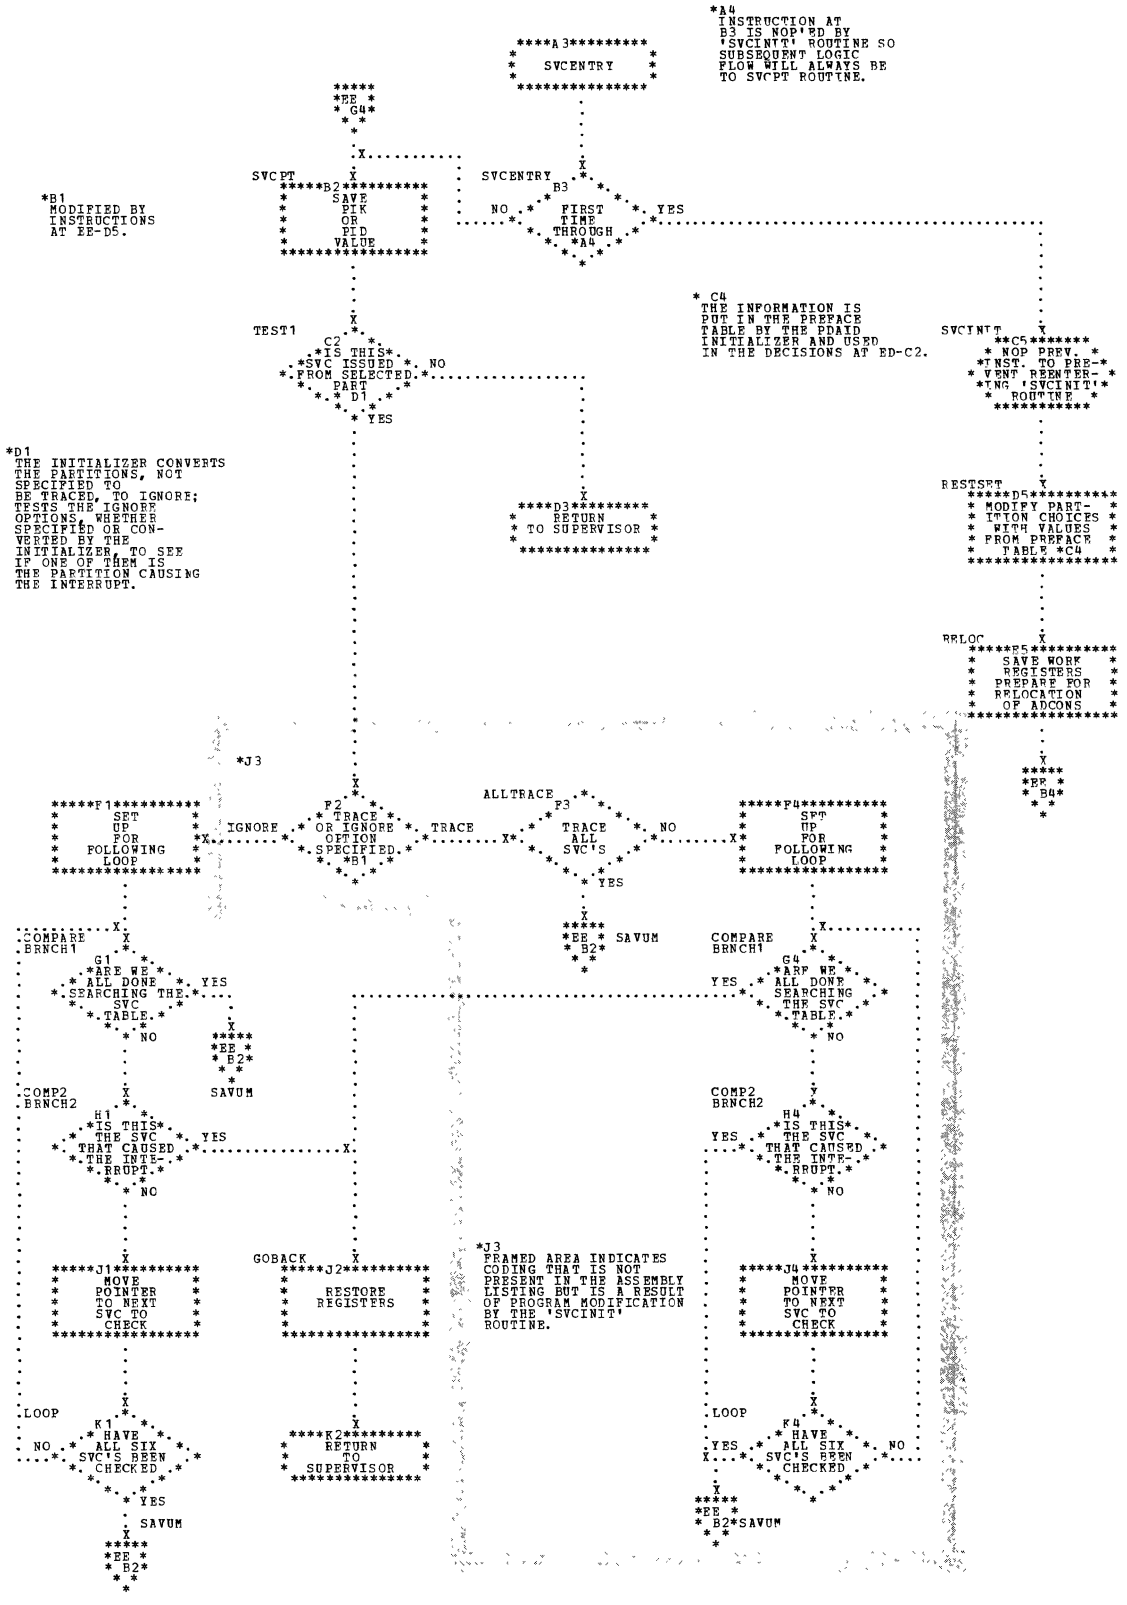 *A4
INSTRUCTION AT
B3 IS NOP'ED BY
'SVCINIT' ROUTINE SO
SUBSEQUENT LOGIC
FLOW WILL ALWAYS BE
TO SVCPT ROUTINE.
A3
SVCENTRY
EE
G4
SVCPT
B2
SAVE
PIK
OR
PID
VALUE
*B1
MODIFIED BY
INSTRUCTIONS
AT EE-D5.
SVCENTRY
B3
NO
FIRST
TIME
THROUGH
*A4
YES
* C4
THE INFORMATION IS
PUT IN THE PREFACE
TABLE BY THE PDAID
INITIALIZER AND USED
IN THE DECISIONS AT ED-C2.
TEST1
C2
IS THIS
SVC ISSUED
FROM SELECTED
PART
* D1
NO
YES
SVCINIT
C5
NOP PREV.
INST. TO PRE-
VENT REENTER-
ING 'SVCINIT'
ROUTINE
*D1
THE INITIALIZER CONVERTS
THE PARTITIONS, NOT
SPECIFIED TO
BE TRACED, TO IGNORE;
TESTS THE IGNORE
OPTIONS, WHETHER
SPECIFIED OR CON-
VERTED BY THE
INITIALIZER, TO SEE
IF ONE OF THEM IS
THE PARTITION CAUSING
THE INTERRUPT.
D3
RETURN
TO SUPERVISOR
RESTSET
D5
MODIFY PART-
ITION CHOICES
WITH VALUES
FROM PREFACE
TABLE *C4
RELOC
E5
SAVE WORK
REGISTERS
PREPARE FOR
RELOCATION
OF ADCONS
EE
B4
*J3
F1
SET
UP
FOR
FOLLOWING
LOOP
IGNORE
F2
TRACE
OR IGNORE
OPTION
SPECIFIED.
*B1
TRACE
ALLTRACE
F3
TRACE
ALL
SVC'S
NO
YES
F4
SET
UP
FOR
FOLLOWING
LOOP
EE
B2
SAVUM
COMPARE
BRNCH1
G1
ARE WE
ALL DONE
SEARCHING THE
SVC
TABLE.
YES
NO
EE
B2
SAVUM
COMPARE
BRNCH1
G4
ARE WE
ALL DONE
SEARCHING
THE SVC
TABLE.
YES
NO
COMP2
BRNCH2
H1
IS THIS
THE SVC
THAT CAUSED
THE INTE-
RRUPT.
YES
NO
COMP2
BRNCH2
H4
IS THIS
THE SVC
THAT CAUSED
THE INTE-
RRUPT.
YES
NO
J1
MOVE
POINTER
TO NEXT
SVC TO
CHECK
GOBACK
J2
RESTORE
REGISTERS
*J3
FRAMED AREA INDICATES
CODING THAT IS NOT
PRESENT IN THE ASSEMBLY
LISTING BUT IS A RESULT
OF PROGRAM MODIFICATION
BY THE 'SVCINIT'
ROUTINE.
J4
MOVE
POINTER
TO NEXT
SVC TO
CHECK
LOOP
K1
HAVE
ALL SIX
SVC'S BEEN
CHECKED
NO
YES
SAVUM
EE
B2
K2
RETURN
TO
SUPERVISOR
LOOP
K4
HAVE
ALL SIX
SVC'S BEEN
CHECKED
YES
NO
EE
B2
SAVUM